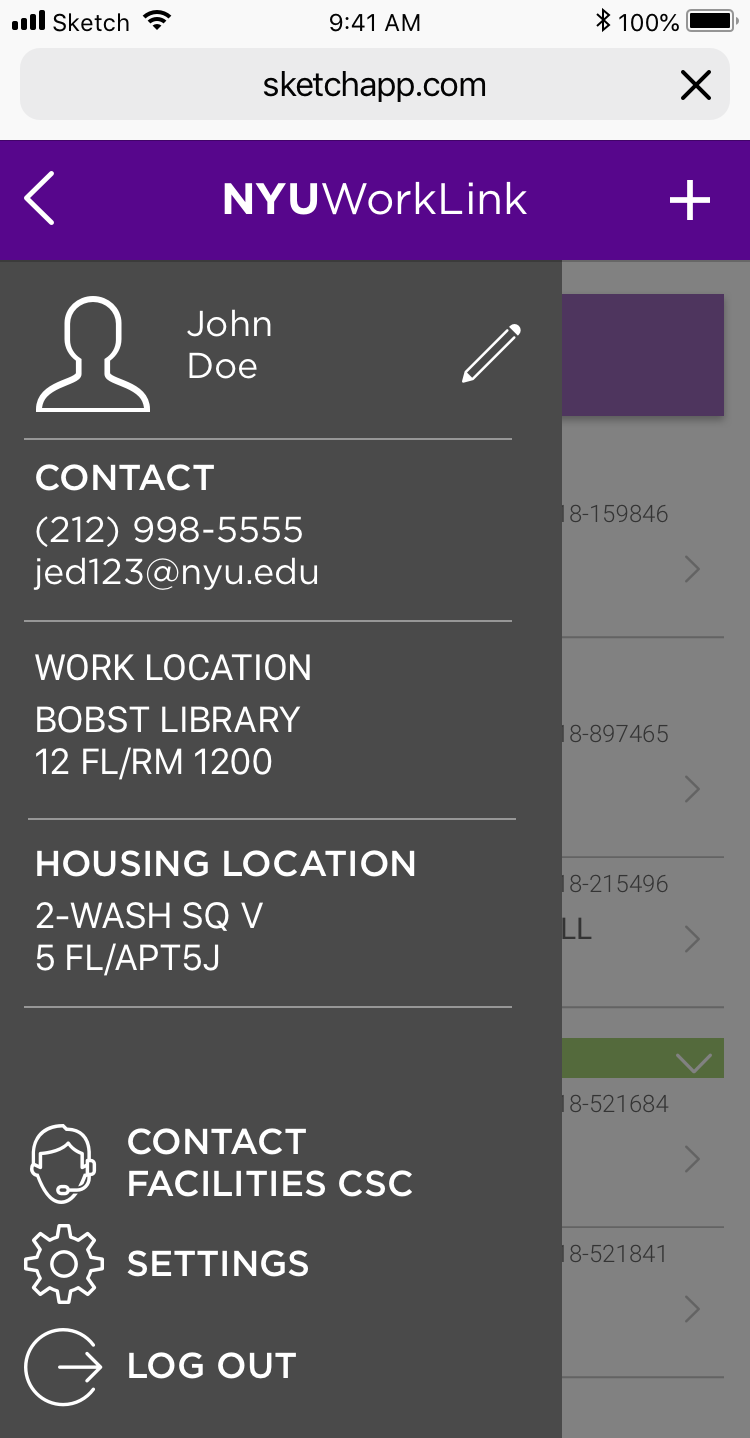 Sketch 9:41 AM 100%
sketchapp.com
NYUWorkLink
John
Doe
CONTACT
(212) 998-5555
jed123@nyu.edu
WORK LOCATION
BOBST LIBRARY
12 FL/RM 1200
HOUSING LOCATION
2-WASH SQ V
5 FL/APT5J
CONTACT
FACILITIES CSC
SETTINGS
LOG OUT
18-159846
18-897465
18-215496
LL
18-521684
18-521841